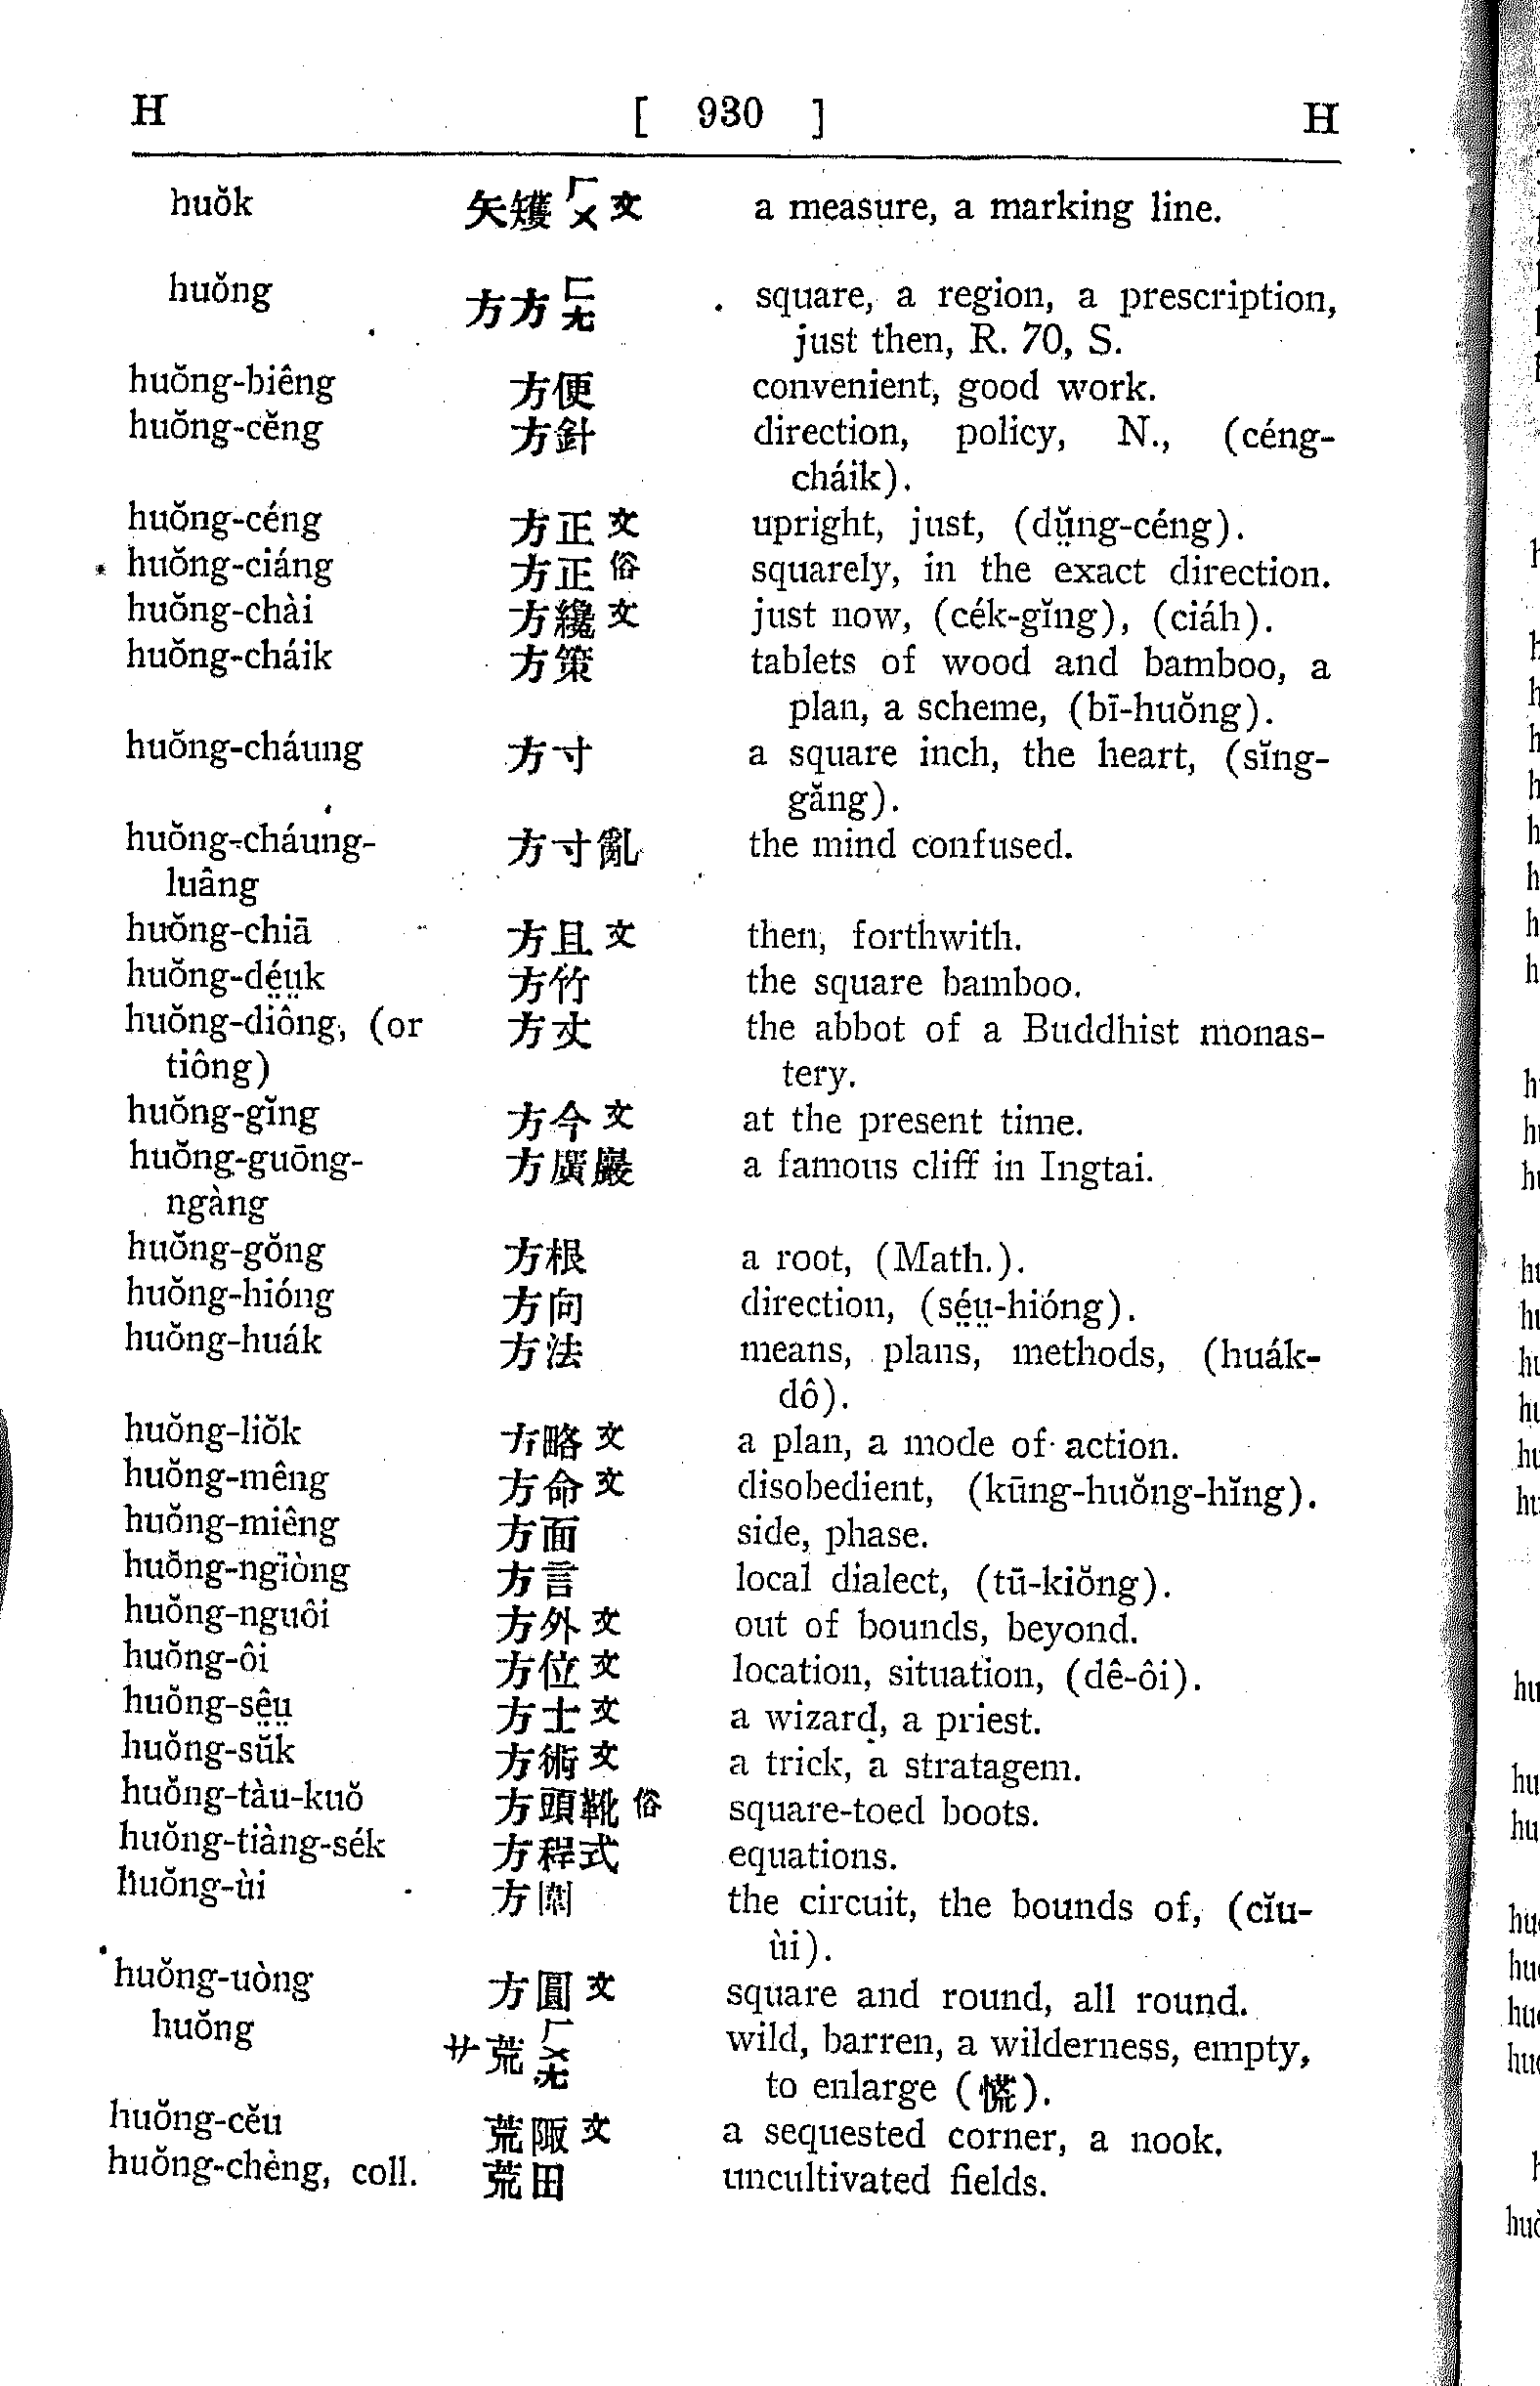 H [ 930 ] H
huŏk 矢矱ㄏㄨ文 a measure, a marking line.
huŏng 方方ㄈㄤ square, a region, a prescription,
just then, R. 70, S.
huŏng-biêng 方便 convenient, good work.
huŏng-cĕng 方針 direction, policy, N., (céng-
cháik).
huŏng-céng 方正文 upright, just, (dṳ̆ng-céng).
huŏng-ciáng 方正俗 squarely, in the exact direction.
huŏng-chài 方纔文 just now, (cék-gĭng), (ciáh).
huŏng-cháik 方策 tablets of wood and bamboo, a
plan, a scheme, (bī-huŏng).
huŏng-cháung 方寸 a square inch, the heart, (sĭng-
găng).
huŏng-cháung- 方寸亂 the mind confused.
luâng
huŏng-chiā 方且文 then, forthwith.
huŏng-dé̤ṳk 方竹 the square bamboo.
huŏng-diông, (or 方丈 the abbot of a Buddhist monas-
tiông) tery.
huŏng-gĭng 方今文 at the present time.
huŏng-guōng- 方廣巖 a famous cliff in Ingtai.
ngàng
huŏng-gŏng 方根 a root, (Math.).
huŏng-hióng 方向 direction, (sé̤ṳ-hióng).
huŏng-huák 方法 means, plans, methods, (huák-
dô).
huŏng-liŏk 方略文 a plan, a mode of action.
huŏng-mêng 方命文 disobedient, (kūng-huŏng-hĭng).
huŏng-miêng 方面 side, phase.
huŏng-ngiòng 方言 local dialect, (tū-kiŏng).
huŏng-nguôi 方外文 out of bounds, beyond.
huŏng-ôi 方位文 location, situation, (dê-ôi).
huŏng-sê̤ṳ 方士文 a wizard, a priest.
huŏng-sŭk 方術文 a trick, a stratagem.
huŏng-tàu-kuŏ 方頭靴俗 square-toed boots.
huŏng-tiàng-sék 方程式 equations.
huŏng-ùi 方圍 the circuit, the bounds of, (cĭu-
ùi).
huŏng-uòng 方圓文 square and round, all round.
huŏng 艹荒ㄏㄨㄤ wild, barren, a wilderness, empty,
to enlarge (慌).
huŏng-cĕu 荒陬文 a sequested corner, a nook.
huŏng-chèng, coll. 荒田 uncultivated fields.